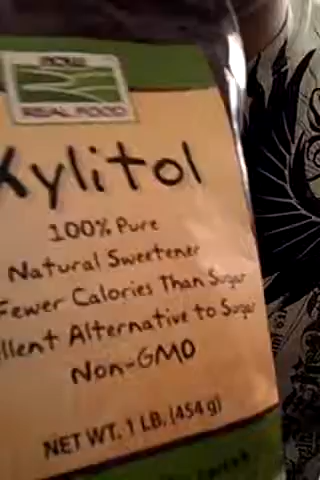 NOW
REAL FOOD
Xylitol
100% Pure
Natural Sweetener
Fewer Calories Than Sugar
llent Alternative to Sugar
Non-GMO
NET WT. 1 LB. (454 g)